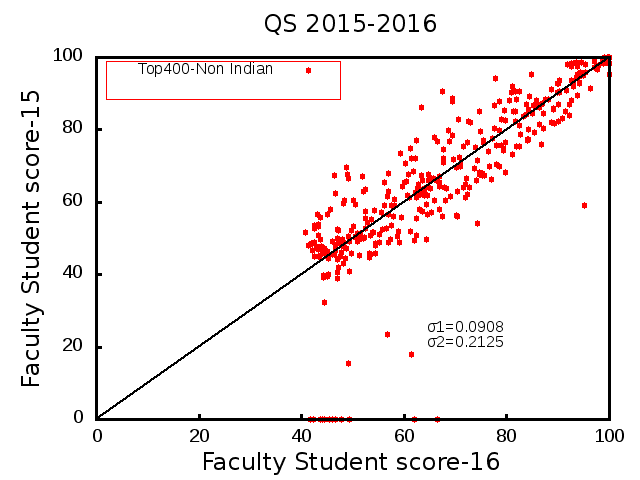 QS 2015-2016
Top400-Non Indian
100
80
60
40
20
0
Faculty Student score-15
σ1=0.0908
σ2=0.2125
0 20 40 60 80 100
Faculty Student score-16